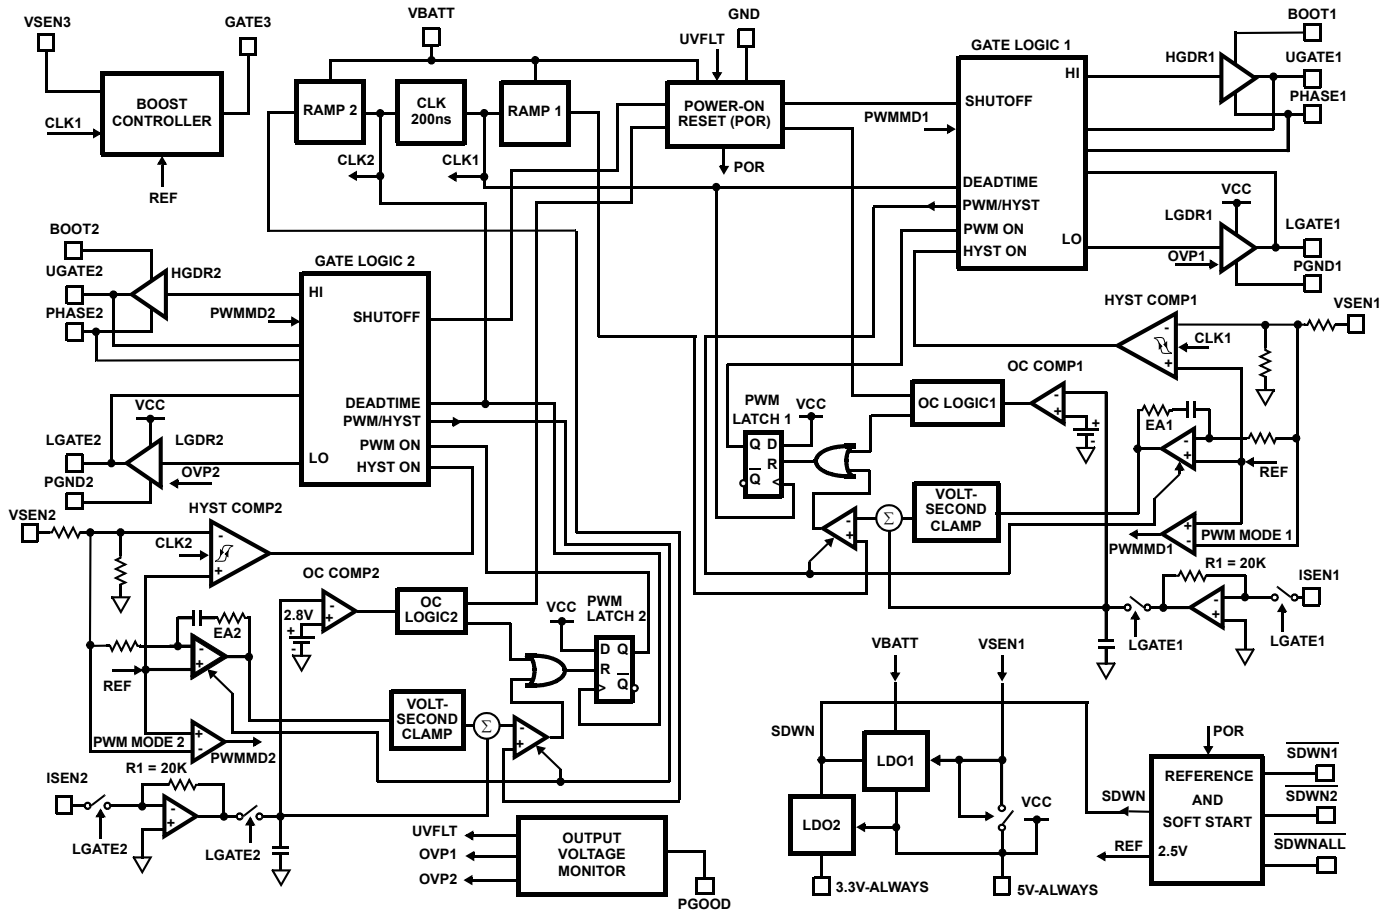 VSEN3
GATE3
VBATT
GND
UVFLT
BOOT1
GATE LOGIC 1
HGDR1
UGATE1
HI
PHASE1
BOOST
CONTROLLER
CLK1
REF
RAMP 2
CLK
200ns
RAMP 1
POWER-ON
RESET (POR)
SHUTOFF
PWMMD1
CLK2
CLK1
POR
DEADTIME
PWM/HYST
PWM ON
HYST ON
LO
VCC
LGDR1
LGATE1
OVP1
PGND1
BOOT2
UGATE2
HGDR2
PHASE2
GATE LOGIC 2
HI
PWMMD2
SHUTOFF
DEADTIME
PWM/HYST
PWM ON
HYST ON
LO
VCC
LGATE2
LGDR2
PGND2
OVP2
HYST COMP1
VSEN1
-
+
CLK1
OC COMP1
OC LOGIC1
-
+
+
-
PWM
LATCH 1
VCC
Q D
R
Q
EA1
-
+
REF
VOLT-
SECOND
CLAMP
Σ
-
+
+
-
PWM MODE 1
PWMMD1
R1 = 20K
ISEN1
-
+
LGATE1
LGATE1
VSEN2
HYST COMP2
-
+
CLK2
OC COMP2
2.8V
-
+
+
-
OC
LOGIC2
VCC
PWM
LATCH 2
D Q
R
Q
EA2
-
+
REF
VOLT-
SECOND
CLAMP
Σ
-
+
+
-
PWM MODE 2
PWMMD2
R1 = 20K
ISEN2
-
+
LGATE2
LGATE2
UVFLT
OVP1
OVP2
OUTPUT
VOLTAGE
MONITOR
PGOOD
VBATT
VSEN1
SDWN
LDO1
LDO2
VCC
3.3V-ALWAYS
5V-ALWAYS
POR
SDWN
REF
REFERENCE
AND
SOFT START
2.5V
SDWN1
SDWN2
SDWNALL